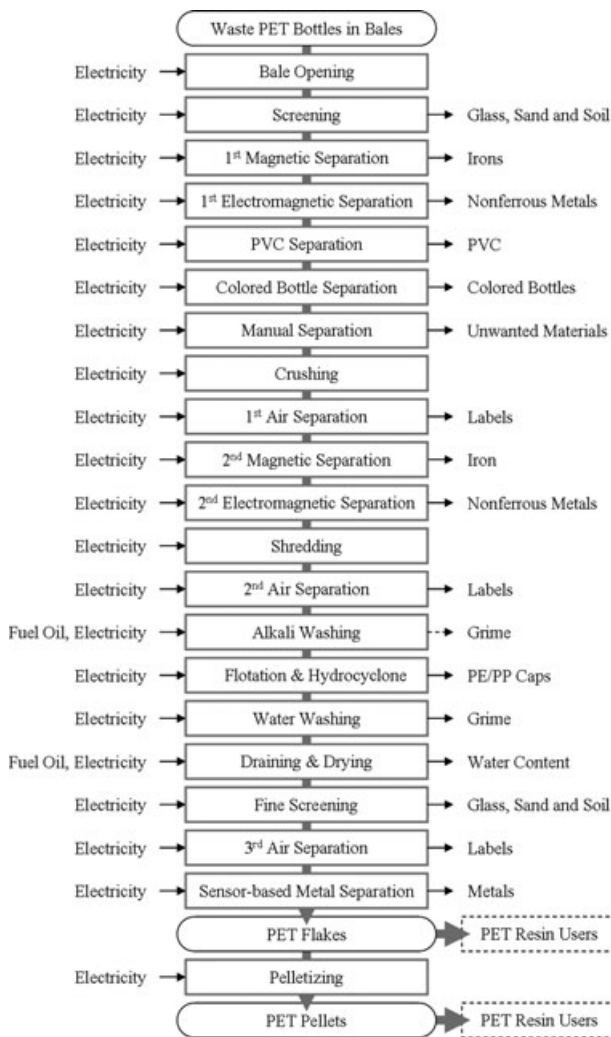 Waste PET Bottles in Bales
Electricity Bale Opening
Electricity Screening Glass, Sand and Soil
Electricity 1st Magnetic Separation Irons
Electricity 1st Electromagnetic Separation Nonferrous Metals
Electricity PVC Separation PVC
Electricity Colored Bottle Separation Colored Bottles
Electricity Manual Separation Unwanted Materials
Electricity Crushing
Electricity 1st Air Separation Labels
Electricity 2nd Magnetic Separation Iron
Electricity 2nd Electromagnetic Separation Nonferrous Metals
Electricity Shredding
Electricity 2nd Air Separation Labels
Fuel Oil, Electricity Alkali Washing Grime
Electricity Flotation & Hydrocyclone PE/PP Caps
Electricity Water Washing Grime
Fuel Oil, Electricity Draining & Drying Water Content
Electricity Fine Screening Glass, Sand and Soil
Electricity 3rd Air Separation Labels
Electricity Sensor-based Metal Separation Metals
PET Flakes PET Resin Users
Electricity Pelletizing
PET Pellets PET Resin Users